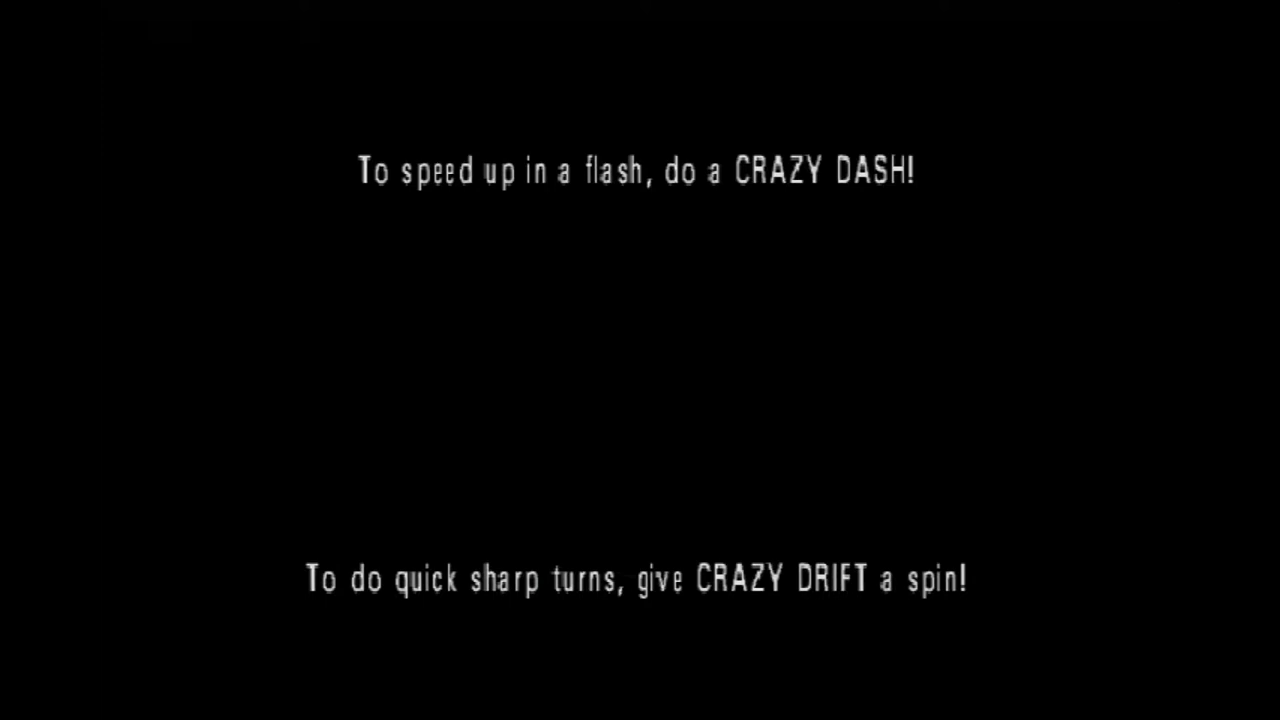 To speed up in a flash, do a CRAZY DASH!
To do quick sharp turns, give CRAZY DRIFT a spin!